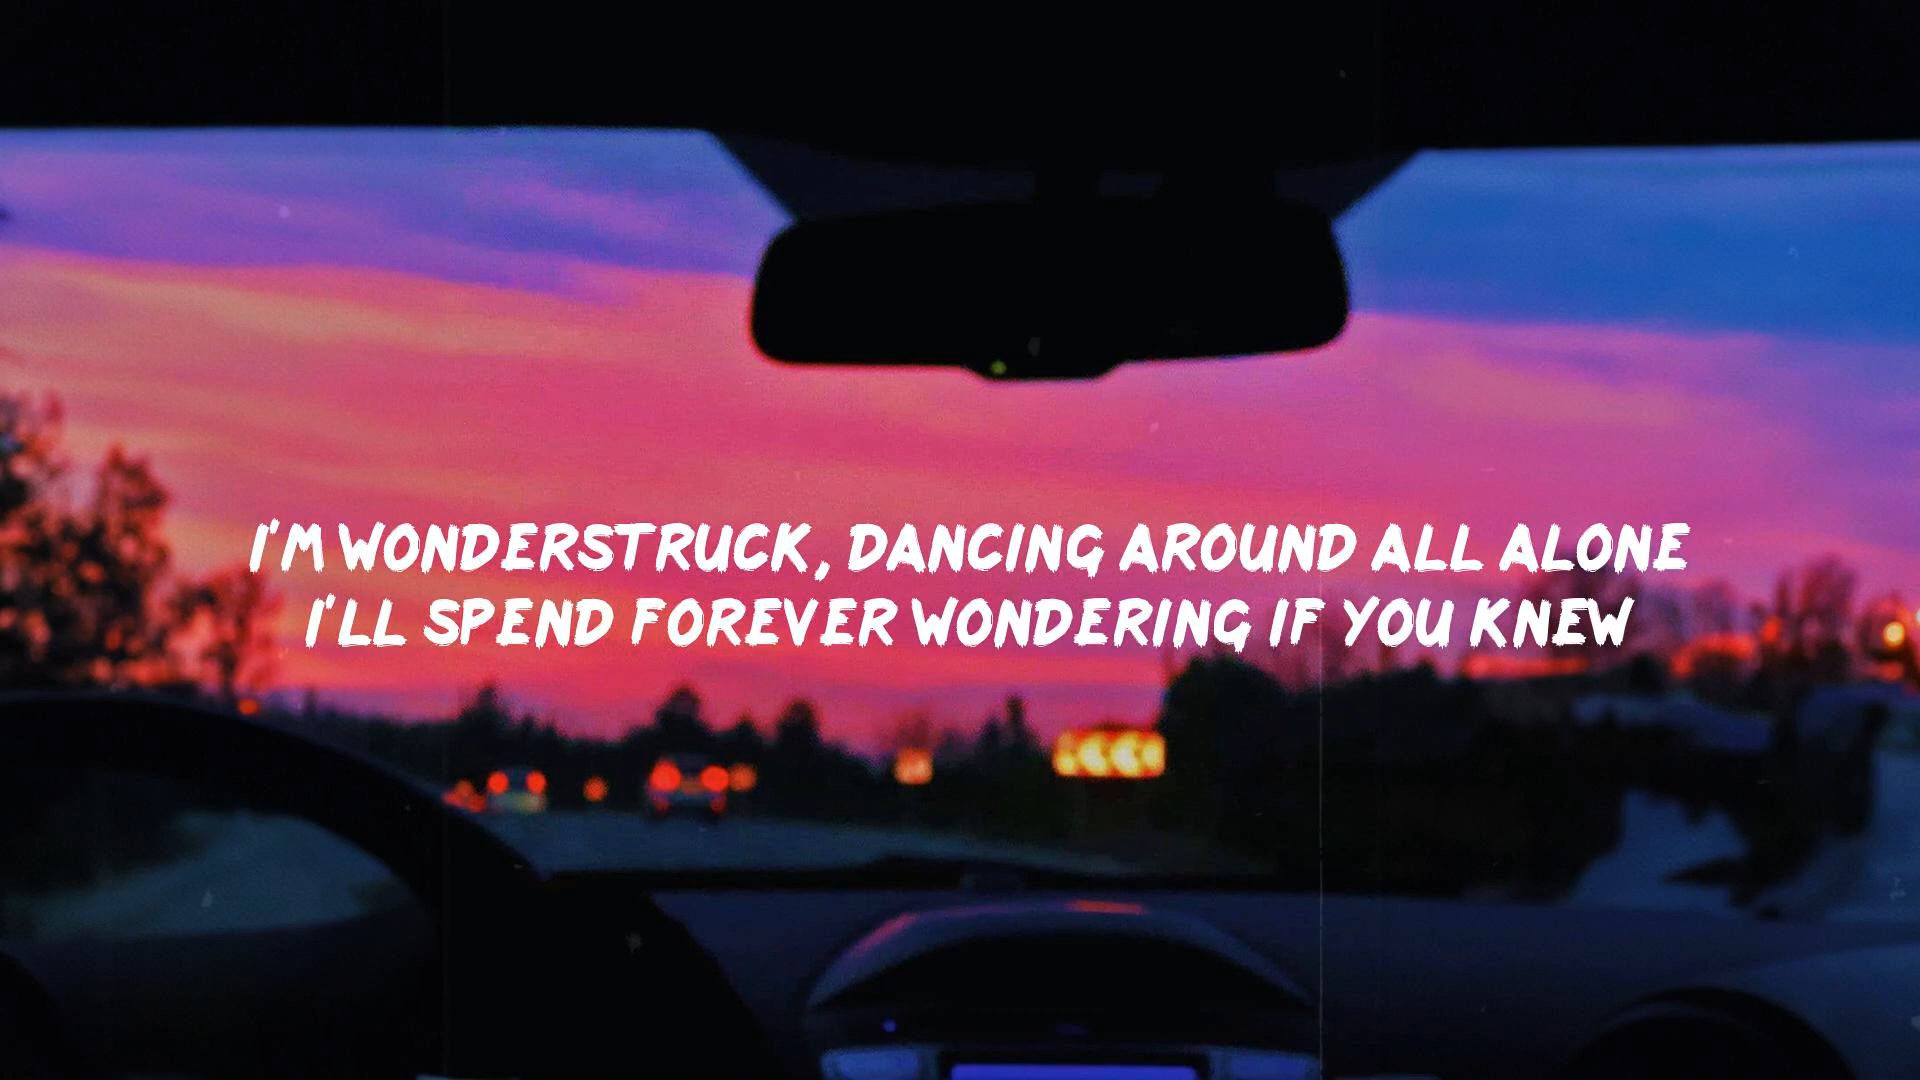 I'M WONDERSTRUCK, DANCING AROUND ALL ALONE
I'LL SPEND FOREVER WONDERING IF YOU KNEW